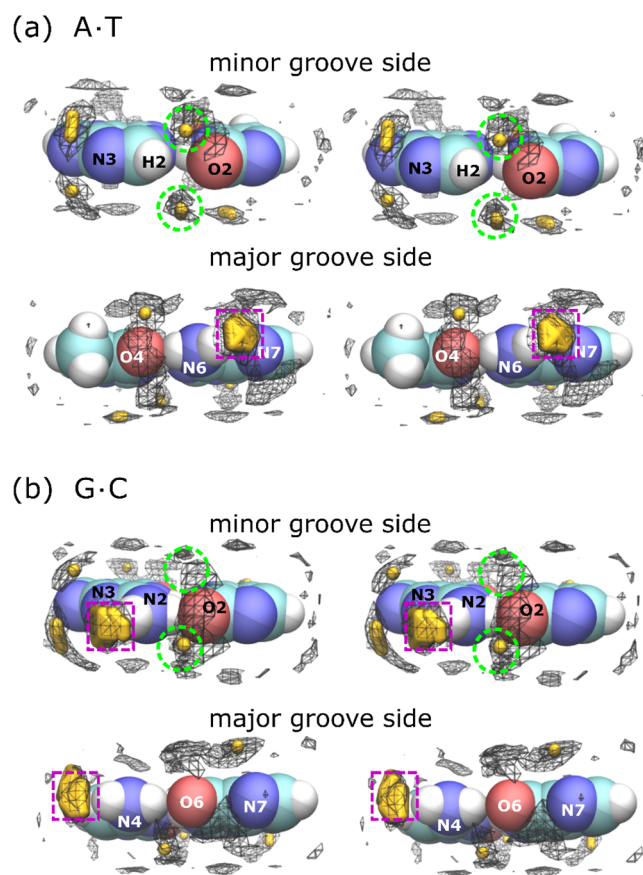 (a) A·T
minor groove side
N3 H2 O2 N3 H2 O2
major groove side
O4 N6 N7 O4 N6 N7
(b) G·C
minor groove side
N3 N2 O2 N3 N2 O2
major groove side
N4 O6 N7 N4 O6 N7